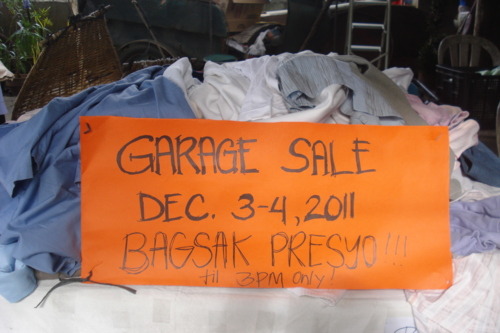 GARAGE SALE
DEC. 3-4, 2011
BAGSAK PRESYO!!!
til 3PM only!